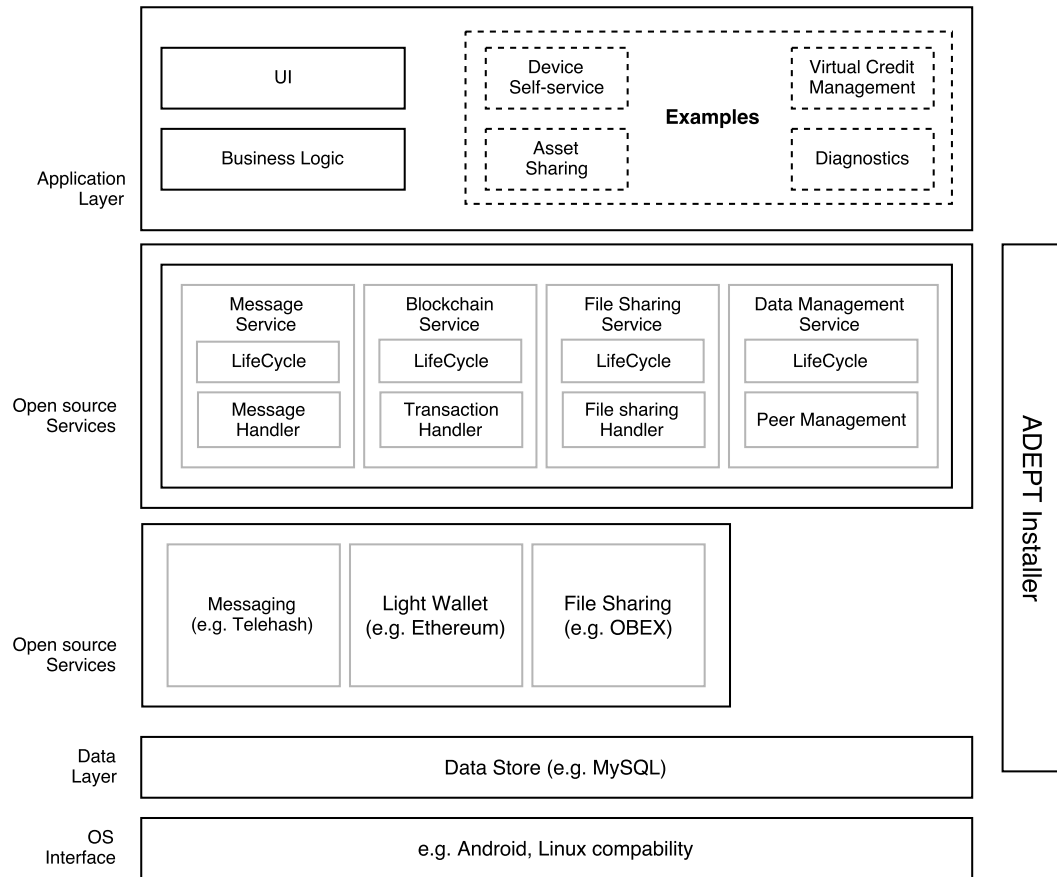 UI
Business Logic
Device
Self-service
Asset
Sharing
Examples
Virtual Credit
Management
Diagnostics
Application
Layer
Message
Service
LifeCycle
Message
Handler
Blockchain
Service
LifeCycle
Transaction
Handler
File Sharing
Service
LifeCycle
File sharing
Handler
Data Management
Service
LifeCycle
Peer Management
Open source
Services
ADEPT Installer
Messaging
(e.g. Telehash)
Light Wallet
(e.g. Ethereum)
File Sharing
(e.g. OBEX)
Open source
Services
Data
Layer
Data Store (e.g. MySQL)
OS
Interface
e.g. Android, Linux compability